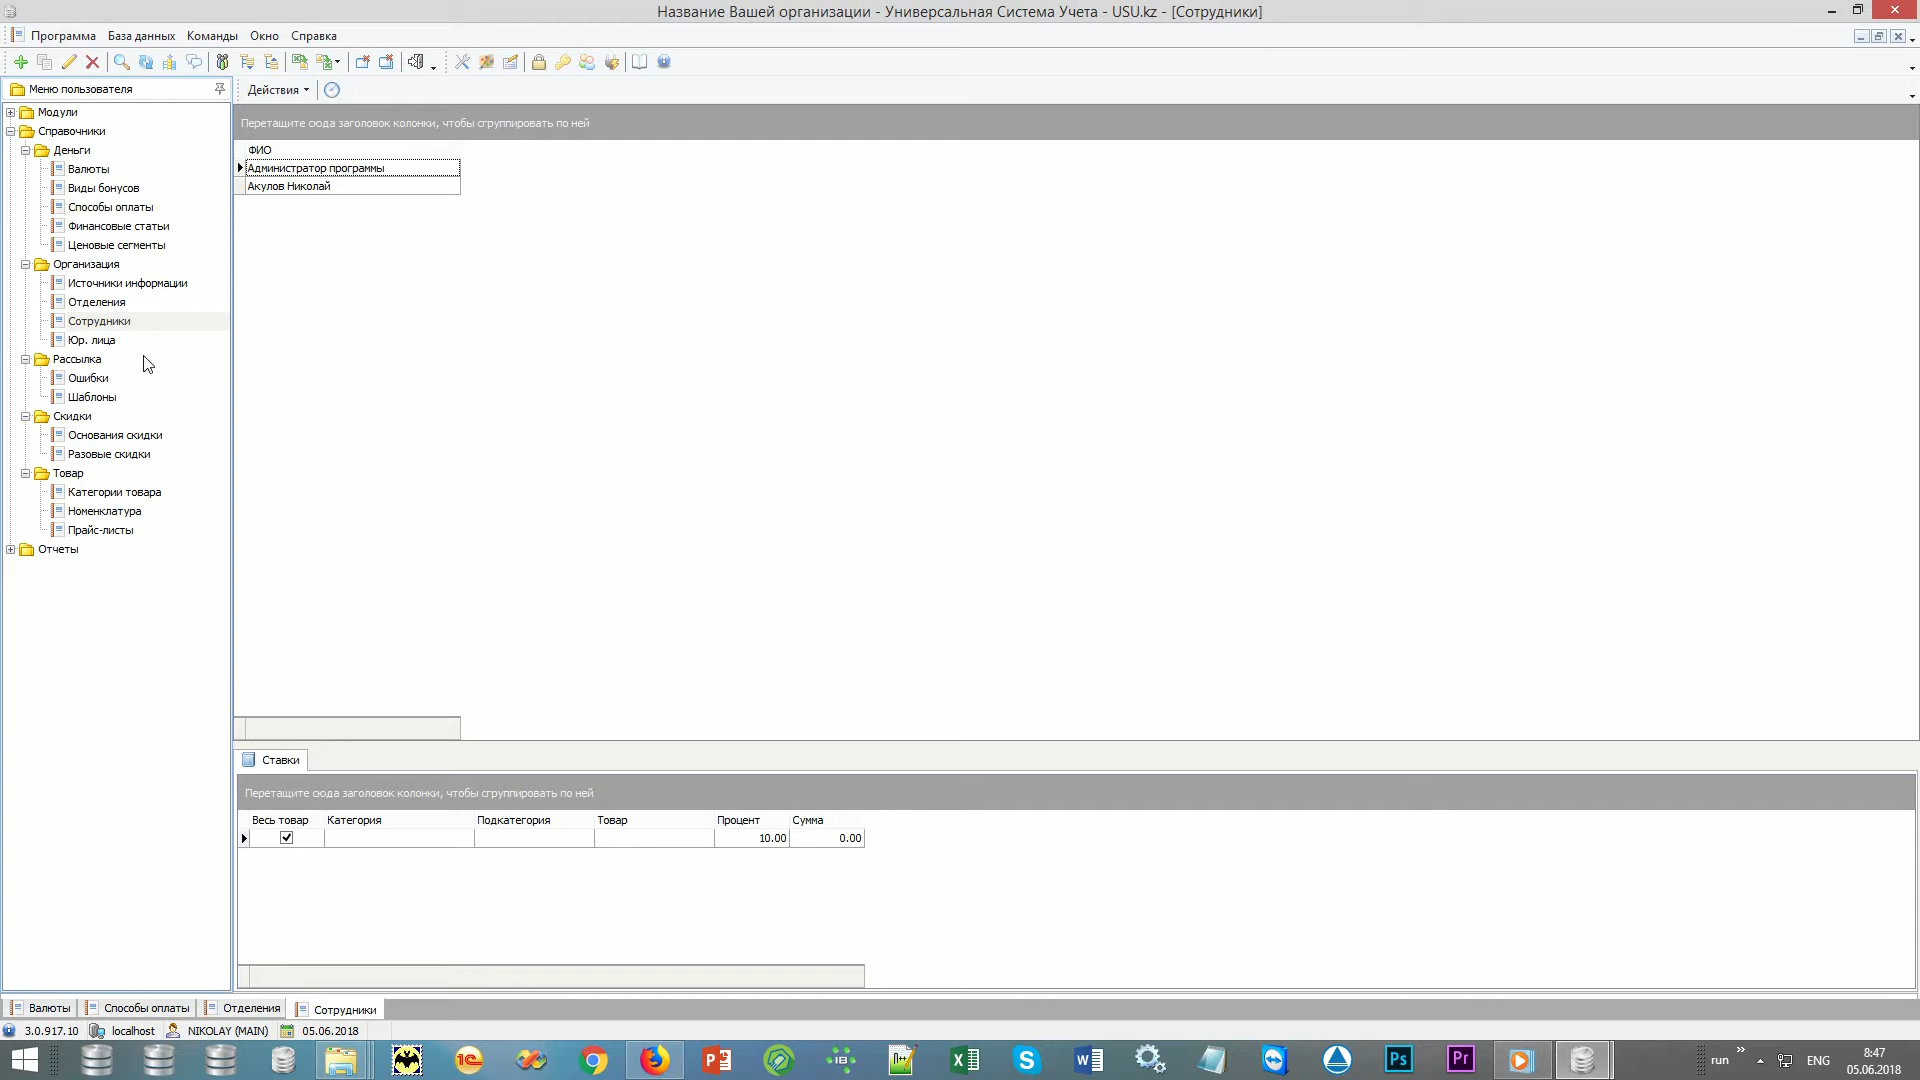 Название Вашей организации - Универсальная Система Учета - USU.kz - [Сотрудники]
Программа База данных Команды Окно Справка
Меню пользователя
Действия
Модули
Справочники
Деньги
Валюты
Виды бонусов
Способы оплаты
Финансовые статьи
Ценовые сегменты
Организация
Источники информации
Отделения
Сотрудники
Юр. лица
Рассылка
Ошибки
Шаблоны
Скидки
Основания скидки
Разовые скидки
Товар
Категории товара
Номенклатура
Прайс-листы
Отчеты
Перетащите сюда заголовок колонки, чтобы сгруппировать по ней
ФИО
Администратор программы
Акулов Николай
Ставки
Перетащите сюда заголовок колонки, чтобы сгруппировать по ней
Весь товар Категория Подкатегория Товар Процент Сумма
10.00 0.00
Валюты Способы оплаты Отделения Сотрудники
3.0.917.10 localhost NIKOLAY (MAIN) 05.06.2018
run ENG 8:47
05.06.2018